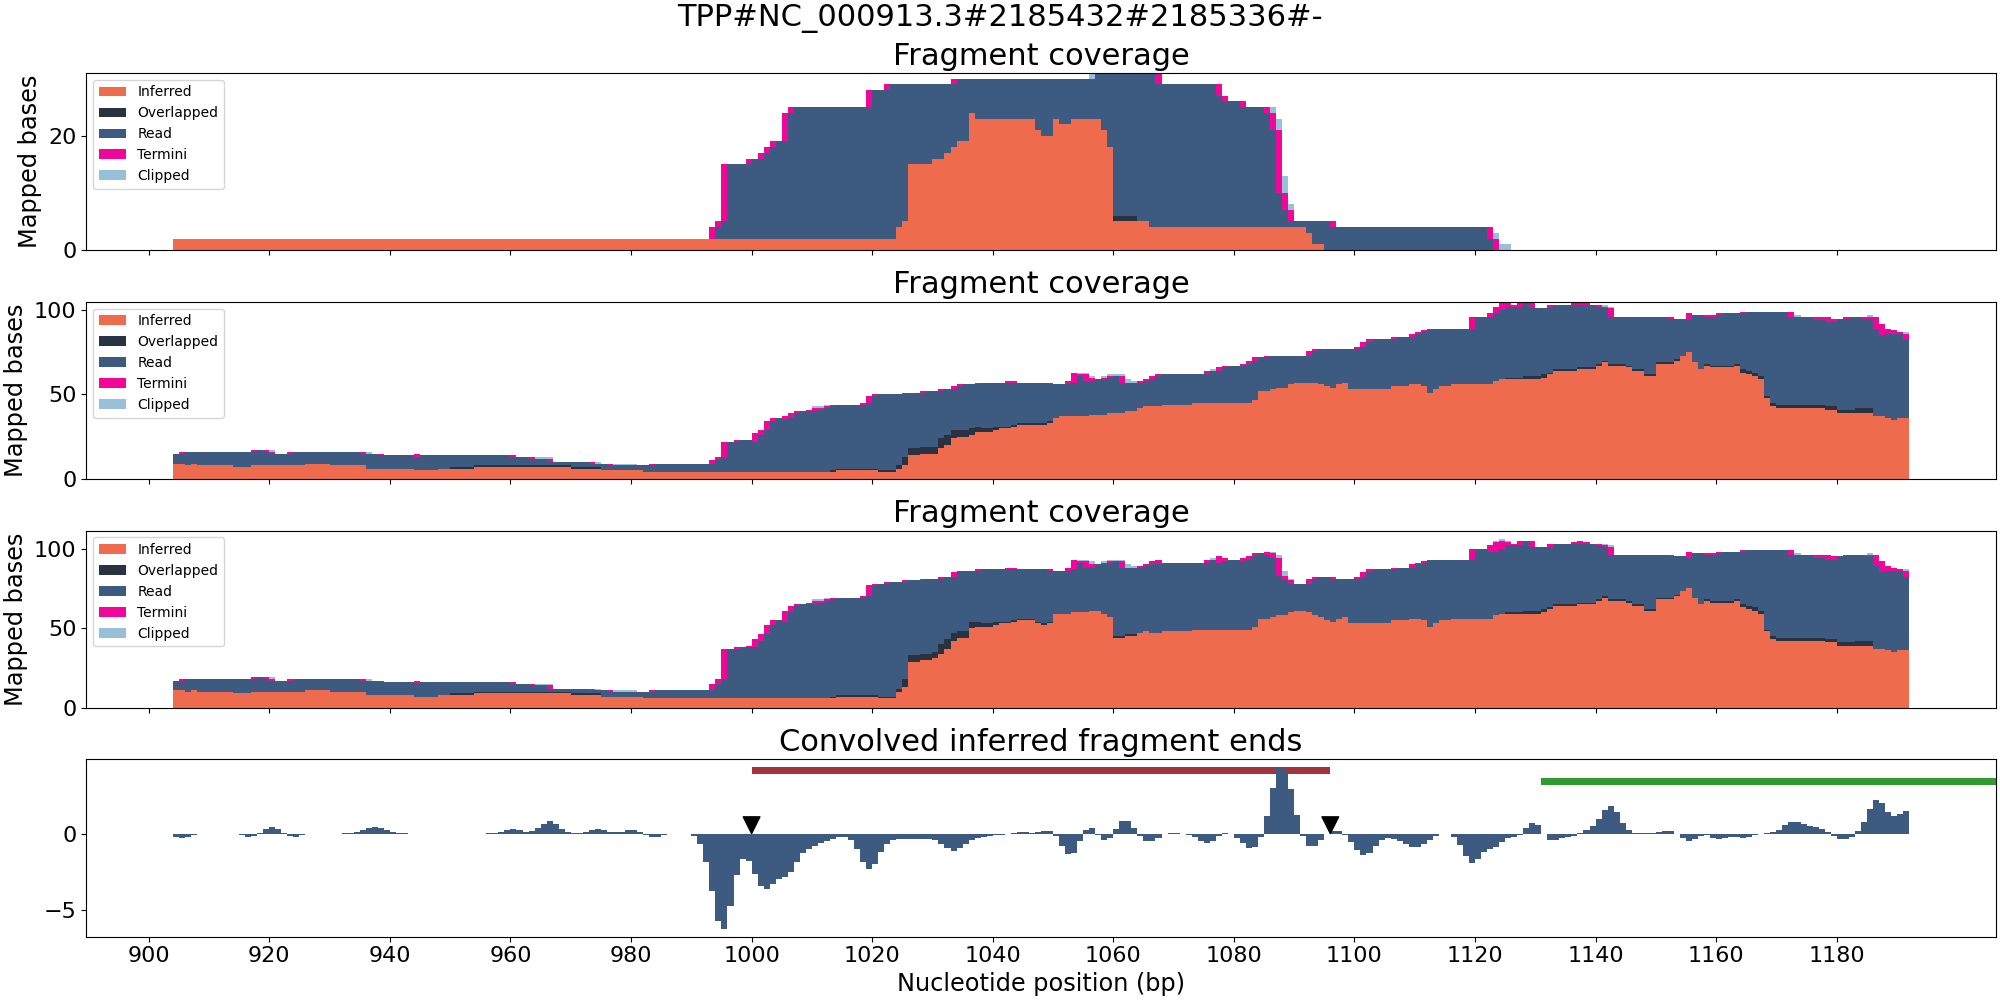 TPP#NC_000913.3#2185432#2185336#-
Fragment coverage
Mapped bases
20
0
Inferred
Overlapped
Read
Termini
Clipped
Fragment coverage
Mapped bases
100
50
0
Inferred
Overlapped
Read
Termini
Clipped
Fragment coverage
Mapped bases
100
50
0
Inferred
Overlapped
Read
Termini
Clipped
Convolved inferred fragment ends
0
−5
900 920 940 960 980 1000 1020 1040 1060 1080 1100 1120 1140 1160 1180
Nucleotide position (bp)